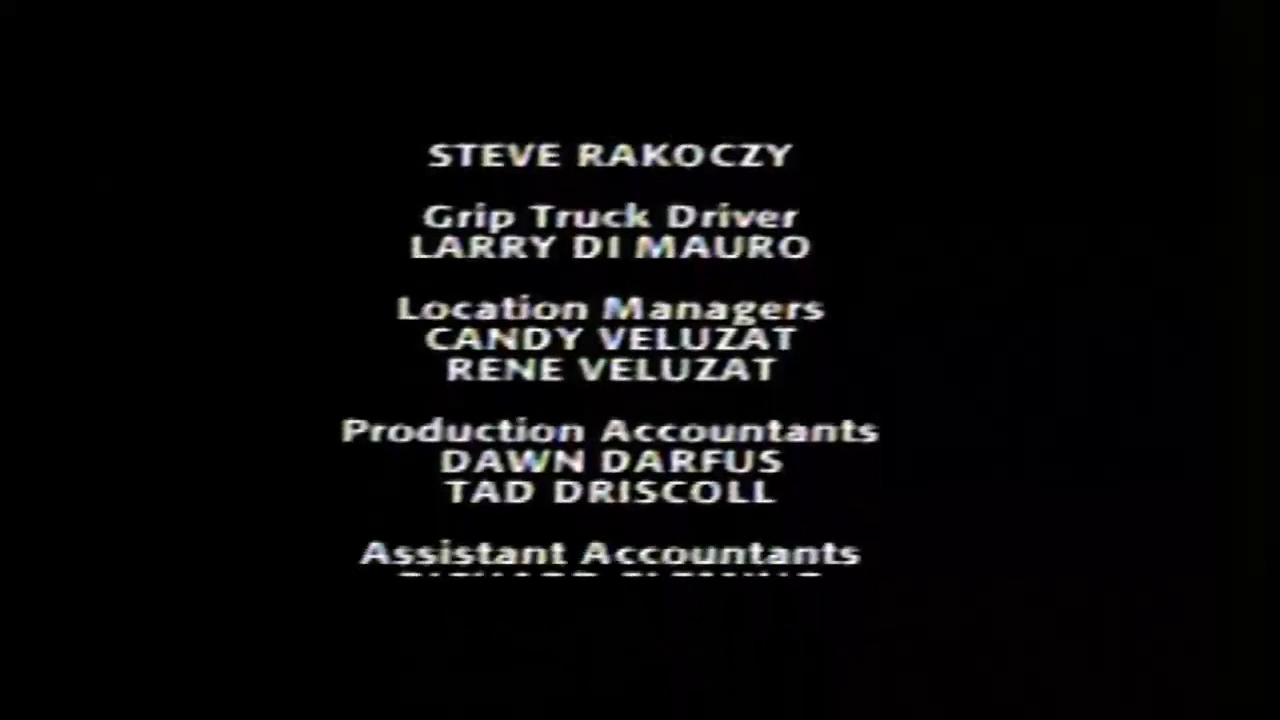 STEVE RAKOCZY
Grip Truck Driver
LARRY DI MAURO
Location Managers
CANDY VELUZAT
RENE VELUZAT
Production Accountants
DAWN DARFUS
TAD DRISCOLL
Assistant Accountants